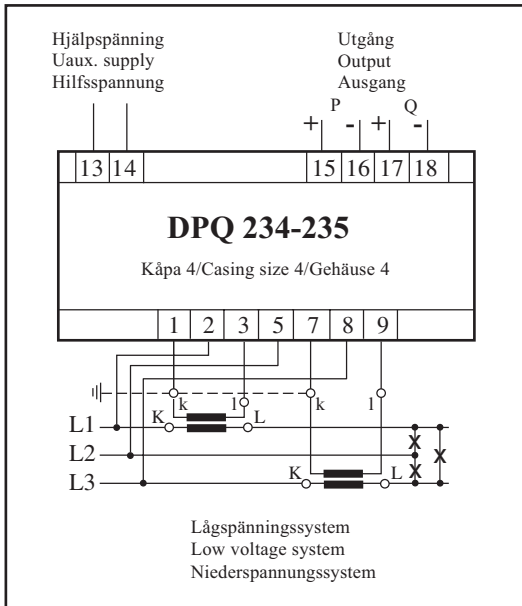 Hjälpspänning
Uaux. supply
Hilfsspannung
Utgång
Output
Ausgang
P Q
+ - + -
13 14 15 16 17 18
DPQ 234-235
Kåpa 4/Casing size 4/Gehäuse 4
1 2 3 5 7 8 9
k l k l
K L
L1
L2
K L
L3
x
x x
Lågspänningssystem
Low voltage system
Niederspannungssystem